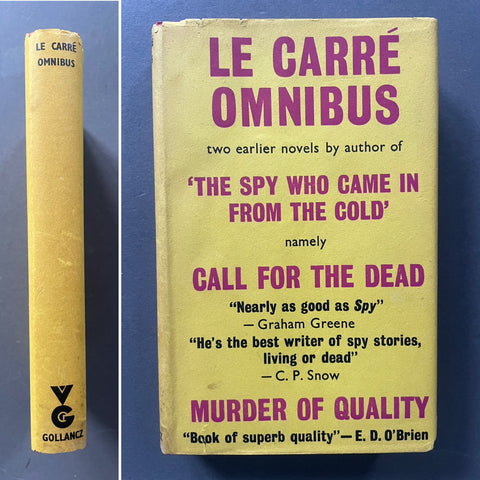 LE CARRÉ
OMNIBUS
VG
GOLLANCZ
LE CARRÉ
OMNIBUS
two earlier novels by author of
‘THE SPY WHO CAME IN
FROM THE COLD’
namely
CALL FOR THE DEAD
“Nearly as good as Spy”
— Graham Greene
“He's the best writer of spy stories,
living or dead”
— C. P. Snow
MURDER OF QUALITY
“Book of superb quality”— E. D. O'Brien